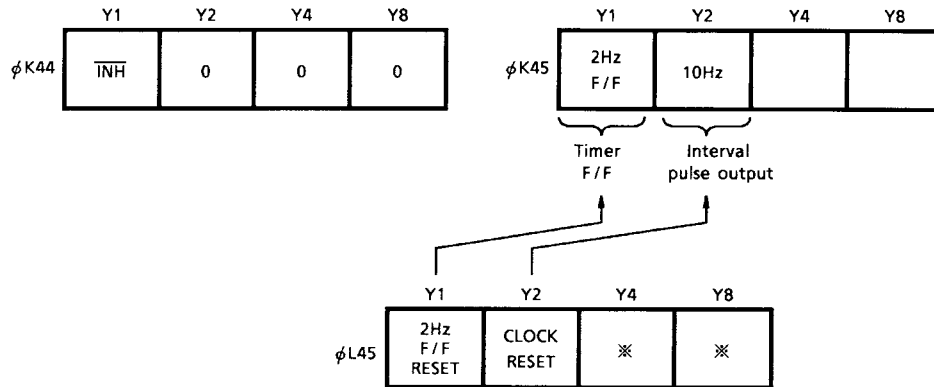 Y1 Y2 Y4 Y8
φK44 INH 0 0 0
Y1 Y2 Y4 Y8
φK45 2Hz F/F 10Hz
Timer F/F
Interval pulse output
Y1 Y2 Y4 Y8
φL45 2Hz F/F RESET CLOCK RESET ※ ※